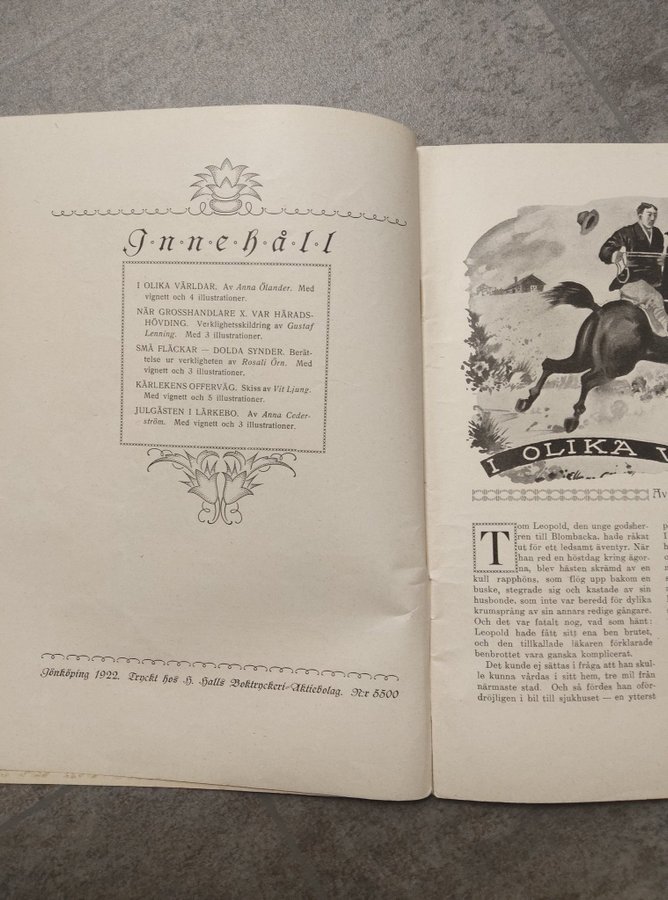 I·n·n·e·h·å·l·l
I OLIKA VÄRLDAR. Av Anna Ölander. Med
vignett och 4 illustrationer.
NÄR GROSSHANDLARE X. VAR HÄRADS-
HÖVDING. Verklighetsskildring av Gustaf
Lenning. Med 3 illustrationer.
SMÅ FLÄCKAR — DOLDA SYNDER. Berät-
telse ur verkligheten av Rosali Örn. Med
vignett och 3 illustrationer.
KÄRLEKENS OFFERVÄG. Skiss av Vit Ljung.
Med vignett och 5 illustrationer.
JULGÄSTEN I LÄRKEBO. Av Anna Ceder-
ström. Med vignett och 3 illustrationer.
Jönköping 1922. Tryckt hos H. Halls Boktryckeri-Aktiebolag. N:r 5500
I OLIKA V
Av
Tom Leopold, den unge godsher-
ren till Blombacka, hade råkat
ut för ett ledsamt äventyr. När
han red en höstdag kring ägor-
na, blev hästen skrämd av en
kull rapphöns, som flög upp bakom en
buske, stegrade sig och kastade av sin
husbonde, som inte var beredd för dylika
krumsprång av sin annars redige gångare.
Och det var fatalt nog, vad som hänt:
Leopold hade fått sitt ena ben brutet,
och den tillkallade läkaren förklarade
benbrottet vara ganska komplicerat.
Det kunde ej sättas i fråga att han skul-
le kunna vårdas i sitt hem, tre mil från
närmaste stad. Och så fördes han oför-
dröjligen i bil till sjukhuset — en ytterst